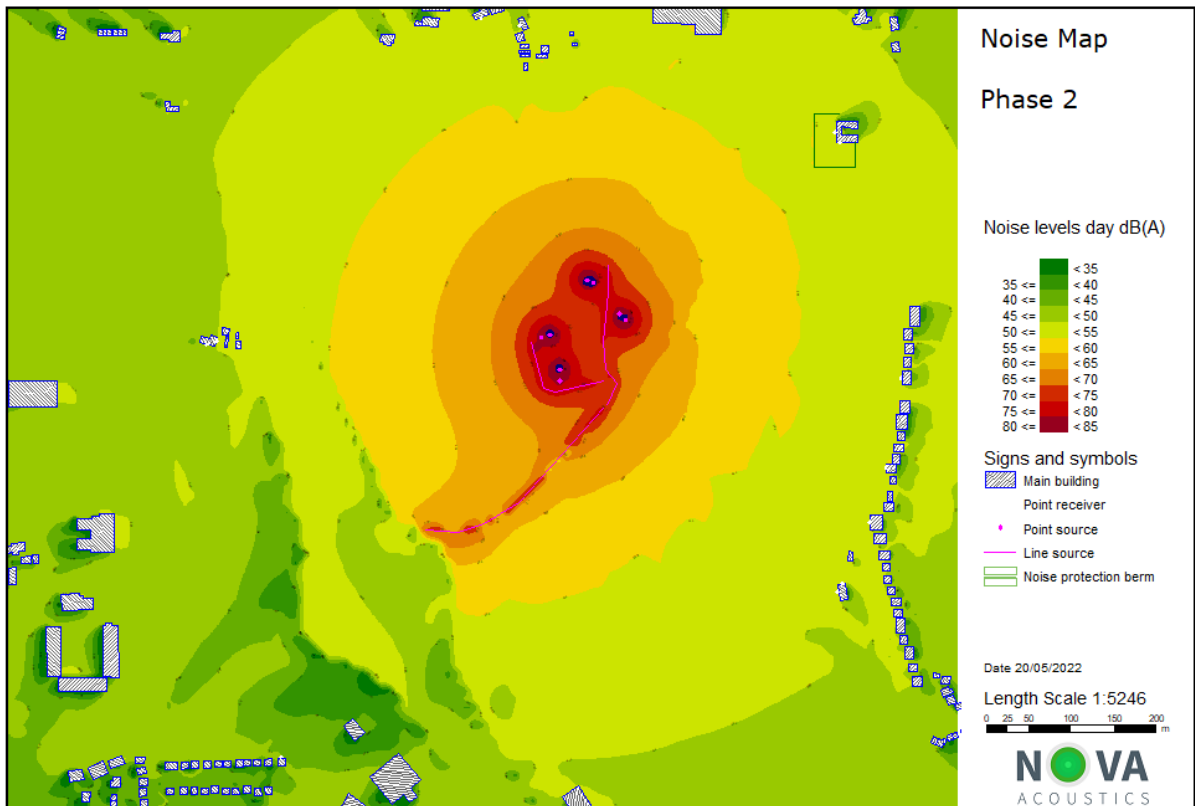 Noise Map
Phase 2
Noise levels day dB(A)
< 35
35 <= < 40
40 <= < 45
45 <= < 50
50 <= < 55
55 <= < 60
60 <= < 65
65 <= < 70
70 <= < 75
75 <= < 80
80 <= < 85
Signs and symbols
Main building
Point receiver
Point source
Line source
Noise protection berm
Date 20/05/2022
Length Scale 1:5246
0 25 50 100 150 200
m
NOVA
ACOUSTICS